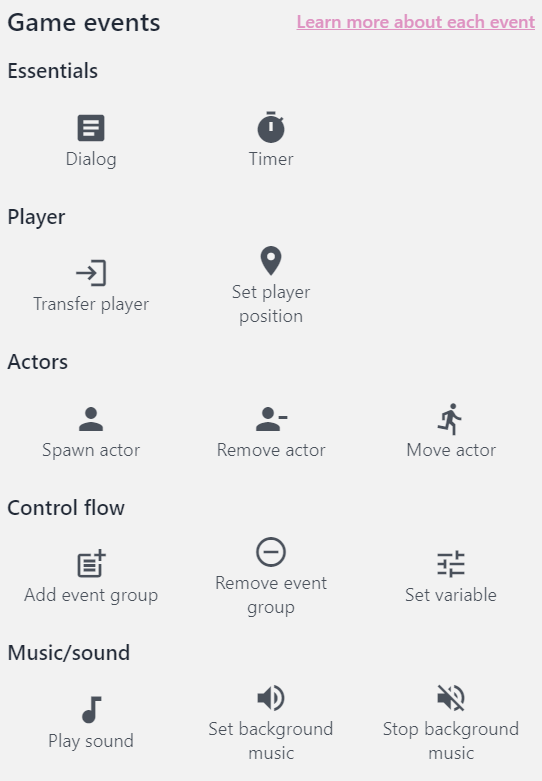 Game events
Learn more about each event
Essentials
Dialog
Timer
Player
Transfer player
Set player
position
Actors
Spawn actor
Remove actor
Move actor
Control flow
Add event group
Remove event
group
Set variable
Music/sound
Play sound
Set background
music
Stop background
music